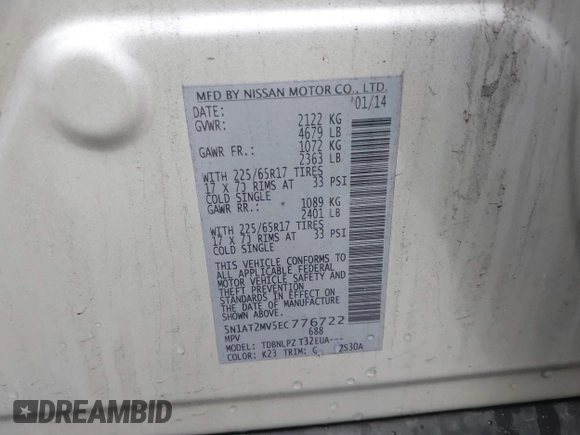 MFD BY NISSAN MOTOR CO., LTD.
DATE: 01/14
GVWR: 2122 KG
4679 LB
GAWR FR.: 1072 KG
2363 LB
WITH 225/65R17 TIRES
17 X 7J RIMS AT 33 PSI
COLD SINGLE
GAWR RR.: 1089 KG
2401 LB
WITH 225/65R17 TIRES
17 X 7J RIMS AT 33 PSI
COLD SINGLE
THIS VEHICLE CONFORMS TO
ALL APPLICABLE FEDERAL
MOTOR VEHICLE SAFETY AND
THEFT PREVENTION
STANDARDS IN EFFECT ON
THE DATE OF MANUFACTURE
SHOWN ABOVE
5N1AT2MV5EC776722
MPV 688
MODEL: TDBNLPZ T32EUA---
COLOR: K23 TRIM: G 2S30A
DREAMBID